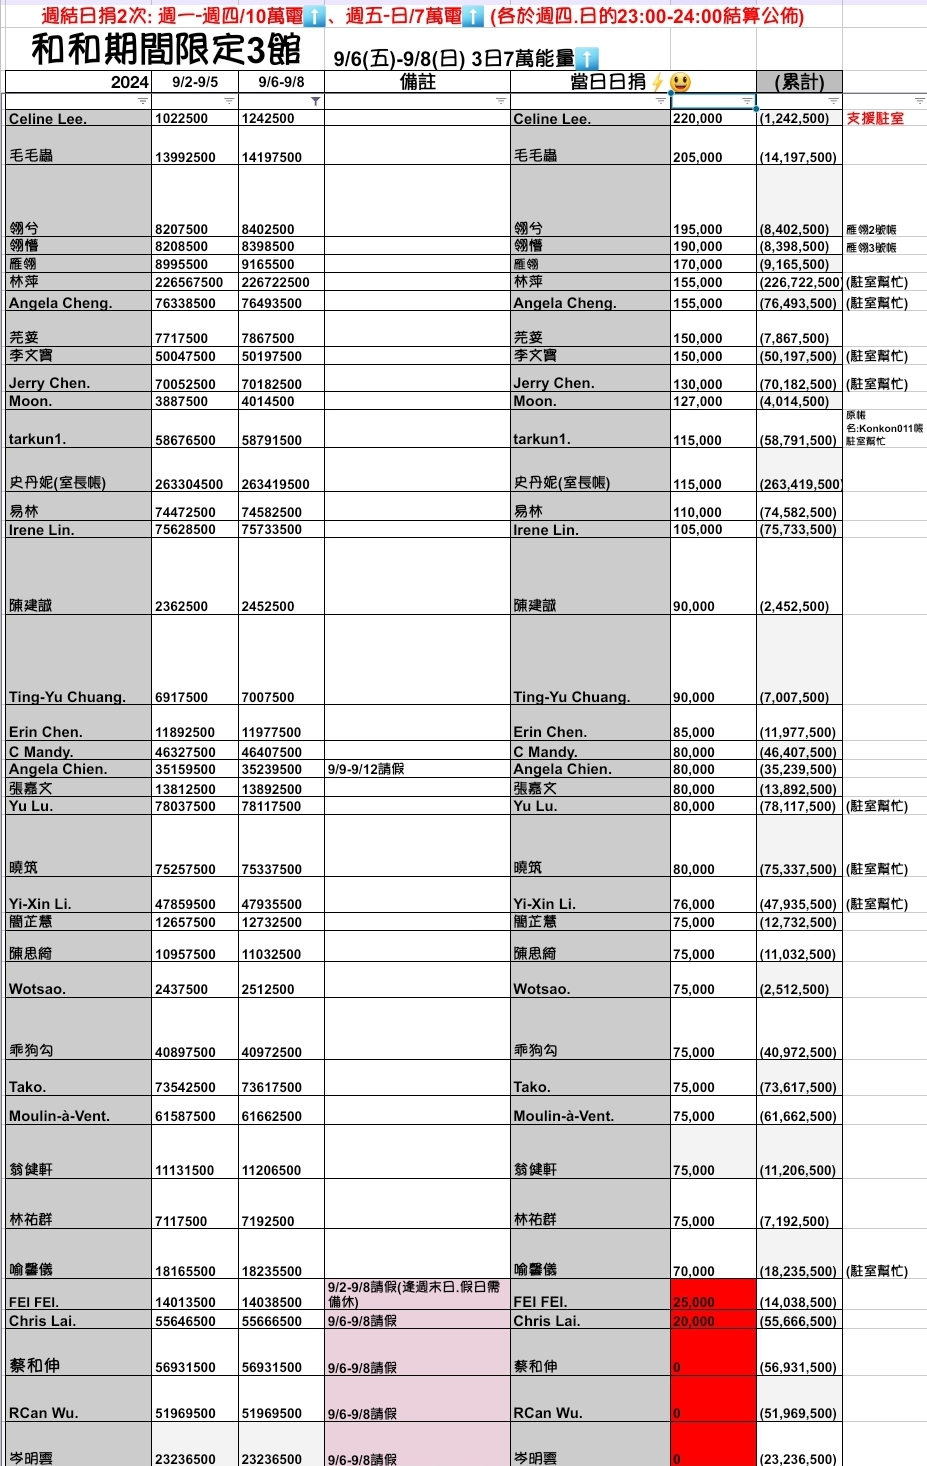 週結日捐2次: 週一-週四/10萬電⬆️、週五-日/7萬電⬆️ (各於週四.日的23:00-24:00結算公佈)
和和期間限定3館 9/6(五)-9/8(日) 3日7萬能量⬆️
2024 9/2-9/5 9/6-9/8 備註 當日日捐⚡😃 (累計)
Celine Lee. 1022500 1242500 Celine Lee. 220,000 (1,242,500) 支援駐室
毛毛蟲 13992500 14197500 毛毛蟲 205,000 (14,197,500)
翎兮 8207500 8402500 翎兮 195,000 (8,402,500) 雁翎2號帳
翎懵 8208500 8398500 翎懵 190,000 (8,398,500) 雁翎3號帳
雁翎 8995500 9165500 雁翎 170,000 (9,165,500)
林萍 226567500 226722500 林萍 155,000 (226,722,500) (駐室幫忙)
Angela Cheng. 76338500 76493500 Angela Cheng. 155,000 (76,493,500) (駐室幫忙)
芫荽 7717500 7867500 芫荽 150,000 (7,867,500)
李文寶 50047500 50197500 李文寶 150,000 (50,197,500) (駐室幫忙)
Jerry Chen. 70052500 70182500 Jerry Chen. 130,000 (70,182,500) (駐室幫忙)
Moon. 3887500 4014500 Moon. 127,000 (4,014,500)
原帳
名:Konkon011帳
tarkun1. 58676500 58791500 tarkun1. 115,000 (58,791,500) 駐室幫忙
史丹妮(室長帳) 263304500 263419500 史丹妮(室長帳) 115,000 (263,419,500)
易林 74472500 74582500 易林 110,000 (74,582,500)
Irene Lin. 75628500 75733500 Irene Lin. 105,000 (75,733,500)
陳建誠 2362500 2452500 陳建誠 90,000 (2,452,500)
Ting-Yu Chuang. 6917500 7007500 Ting-Yu Chuang. 90,000 (7,007,500)
Erin Chen. 11892500 11977500 Erin Chen. 85,000 (11,977,500)
C Mandy. 46327500 46407500 C Mandy. 80,000 (46,407,500)
Angela Chien. 35159500 35239500 9/9-9/12請假 Angela Chien. 80,000 (35,239,500)
張嘉文 13812500 13892500 張嘉文 80,000 (13,892,500)
Yu Lu. 78037500 78117500 Yu Lu. 80,000 (78,117,500) (駐室幫忙)
曉筑 75257500 75337500 曉筑 80,000 (75,337,500) (駐室幫忙)
Yi-Xin Li. 47859500 47935500 Yi-Xin Li. 76,000 (47,935,500) (駐室幫忙)
簡芷慧 12657500 12732500 簡芷慧 75,000 (12,732,500)
陳思綺 10957500 11032500 陳思綺 75,000 (11,032,500)
Wotsao. 2437500 2512500 Wotsao. 75,000 (2,512,500)
乖狗勾 40897500 40972500 乖狗勾 75,000 (40,972,500)
Tako. 73542500 73617500 Tako. 75,000 (73,617,500)
Moulin-à-Vent. 61587500 61662500 Moulin-à-Vent. 75,000 (61,662,500)
翁健軒 11131500 11206500 翁健軒 75,000 (11,206,500)
林祐群 7117500 7192500 林祐群 75,000 (7,192,500)
喻馨儀 18165500 18235500 喻馨儀 70,000 (18,235,500) (駐室幫忙)
9/2-9/8請假(逢週末日.假日需
FEI FEI. 14013500 14038500 備休) FEI FEI. 25,000 (14,038,500)
Chris Lai. 55646500 55666500 9/6-9/8請假 Chris Lai. 20,000 (55,666,500)
蔡和伸 56931500 56931500 9/6-9/8請假 蔡和伸 0 (56,931,500)
RCan Wu. 51969500 51969500 9/6-9/8請假 RCan Wu. 0 (51,969,500)
岑明雲 23236500 23236500 9/6-9/8請假 岑明雲 0 (23,236,500)